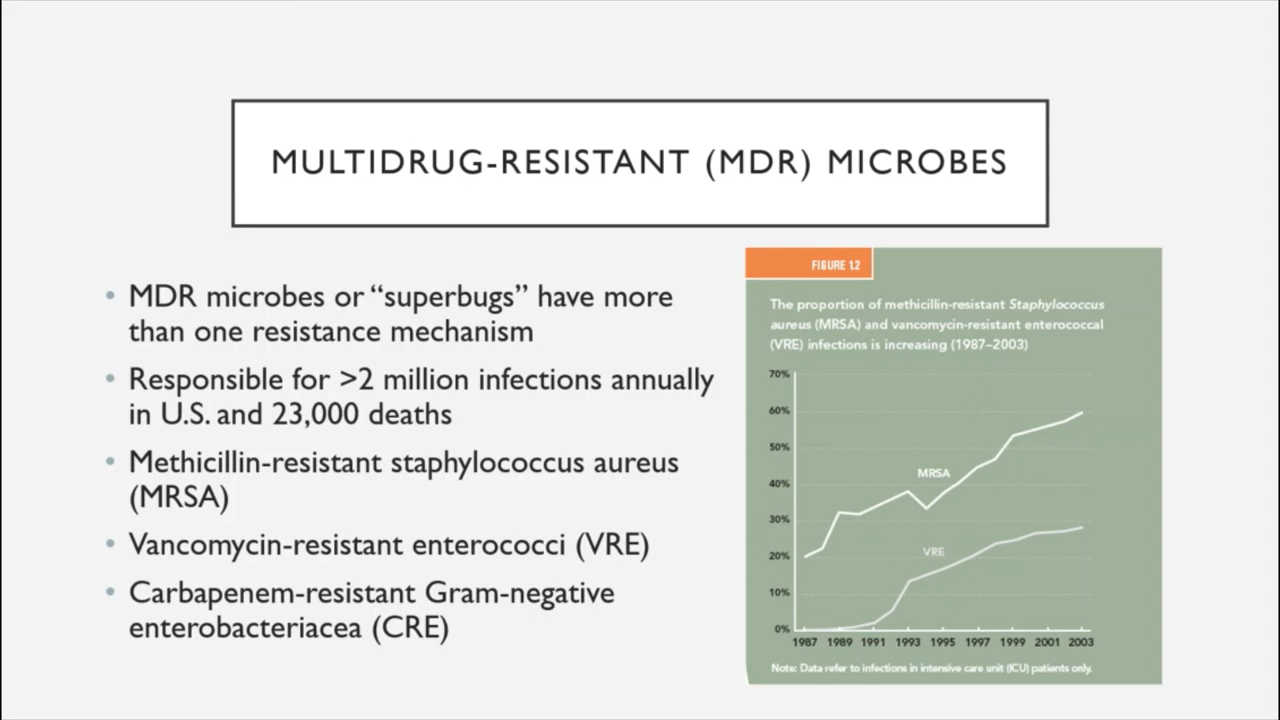 MULTIDRUG-RESISTANT (MDR) MICROBES
• MDR microbes or “superbugs” have more
than one resistance mechanism
• Responsible for >2 million infections annually
in U.S. and 23,000 deaths
• Methicillin-resistant staphylococcus aureus
(MRSA)
• Vancomycin-resistant enterococci (VRE)
• Carbapenem-resistant Gram-negative
enterobacteriacea (CRE)
FIGURE 1.2
The proportion of methicillin-resistant Staphylococcus
aureus (MRSA) and vancomycin-resistant enterococcal
(VRE) infections is increasing (1987–2003)
70%
60%
50%
40%
30%
20%
10%
0%
MRSA
VRE
1987 1989 1991 1993 1995 1997 1999 2001 2003
Note: Data refer to infections in intensive care unit (ICU) patients only.